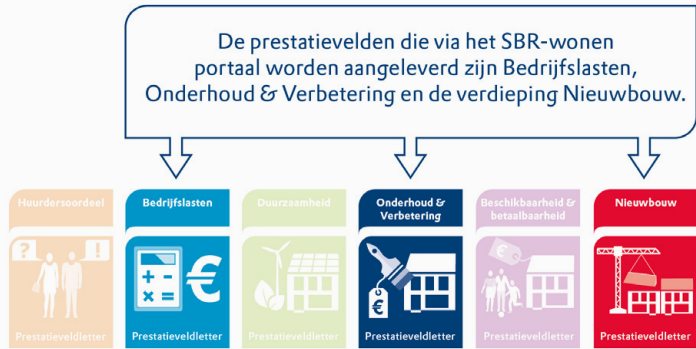 De prestatievelden die via het SBR-wonen
portaal worden aangeleverd zijn Bedrijfslasten,
Onderhoud & Verbetering en de verdieping Nieuwbouw.
Huurdersoordeel
Bedrijfslasten
Duurzaamheid
Onderhoud &
Verbetering
Beschikbaarheid &
betaalbaarheid
Nieuwbouw
? !
+ -
× =
€
€
€
Prestatieveldletter
Prestatieveldletter
Prestatieveldletter
Prestatieveldletter
Prestatieveldletter
Prestatieveldletter